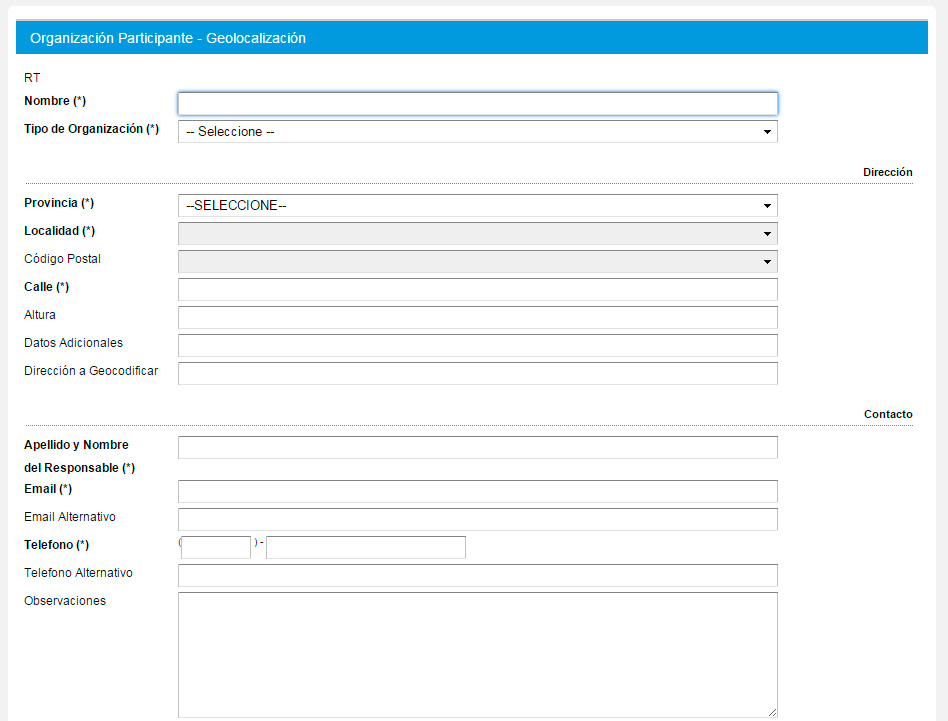 Organización Participante - Geolocalización
RT
Nombre (*)
Tipo de Organización (*) -- Seleccione --
Dirección
Provincia (*) --SELECCIONE--
Localidad (*)
Código Postal
Calle (*)
Altura
Datos Adicionales
Dirección a Geocodificar
Contacto
Apellido y Nombre
del Responsable (*)
Email (*)
Email Alternativo
Telefono (*) ( ) -
Telefono Alternativo
Observaciones